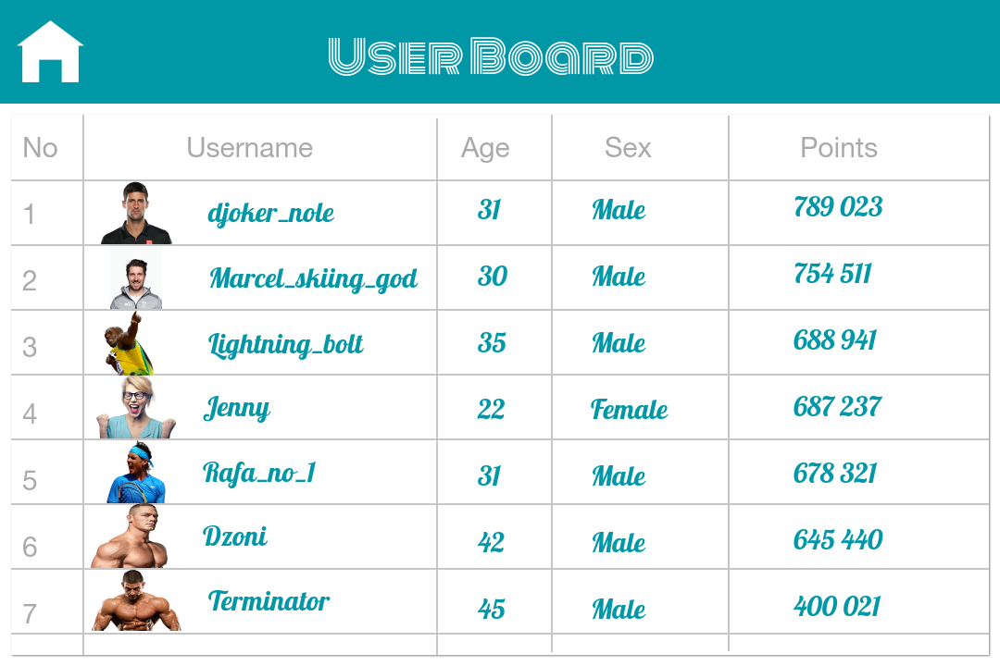 User Board
No Username Age Sex Points
1 djoker_nole 31 Male 789 023
2 Marcel_skiing_god 30 Male 754 511
3 Lightning_bolt 35 Male 688 941
4 Jenny 22 Female 687 237
5 Rafa_no_1 31 Male 678 321
6 Dzoni 42 Male 645 440
7 Terminator 45 Male 400 021